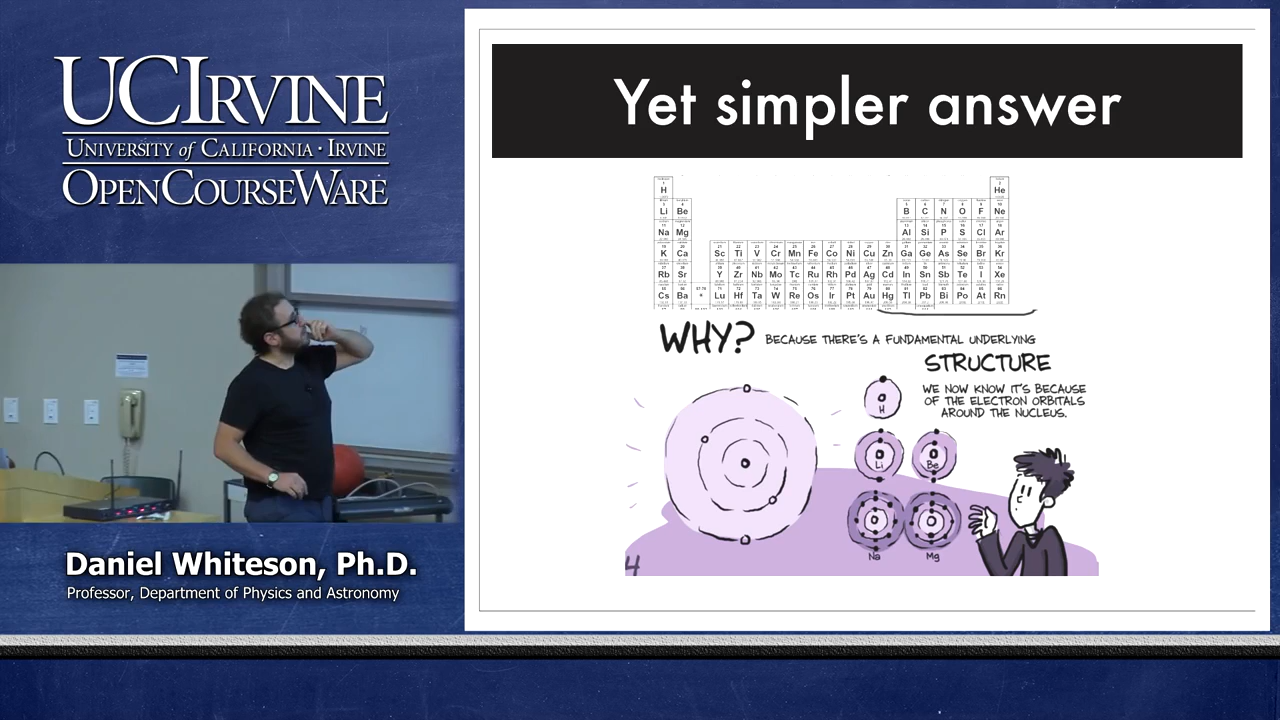 UCIRVINE
UNIVERSITY of CALIFORNIA · IRVINE
OPENCOURSEWARE
Daniel Whiteson, Ph.D.
Professor, Department of Physics and Astronomy
Yet simpler answer
H He
Li Be B C N O F Ne
Na Mg Al Si P S Cl Ar
K Ca Sc Ti V Cr Mn Fe Co Ni Cu Zn Ga Ge As Se Br Kr
Rb Sr Y Zr Nb Mo Tc Ru Rh Pd Ag Cd In Sn Sb Te I Xe
Cs Ba * Lu Hf Ta W Re Os Ir Pt Au Hg Tl Pb Bi Po At Rn
WHY? BECAUSE THERE'S A FUNDAMENTAL UNDERLYING
STRUCTURE
WE NOW KNOW IT'S BECAUSE
OF THE ELECTRON ORBITALS
AROUND THE NUCLEUS.
H
Li Be
Na Mg